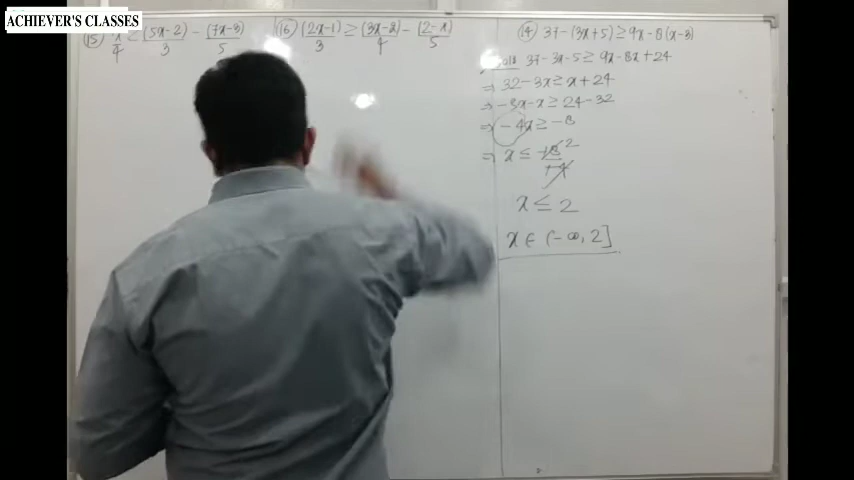 ACHIEVER'S CLASSES
(15) x/4 ≥ (5x-2)/3 - (7x-3)/5
(16) (2x-1)/3 ≥ (3x-2)/4 - (2-x)/5
(14) 37-(3x+5) ≥ 9x-8(x-3)
37-3x-5 ≥ 9x-8x+24
⇒ 32-3x ≥ x+24
⇒ -3x-x ≥ 24-32
⇒ -4x ≥ -8
⇒ x ≤ -8/-4 2
x ≤ 2
x ∈ (-∞, 2]